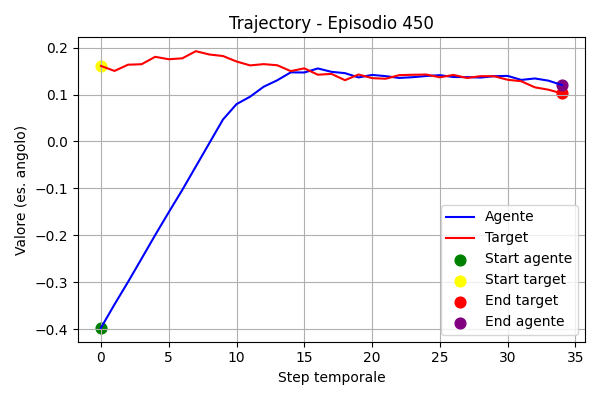 Trajectory - Episodio 450
Valore (es. angolo)
0.2
0.1
0.0
−0.1
−0.2
−0.3
−0.4
0
5
10
15
20
25
30
35
Step temporale
Agente
Target
Start agente
Start target
End target
End agente